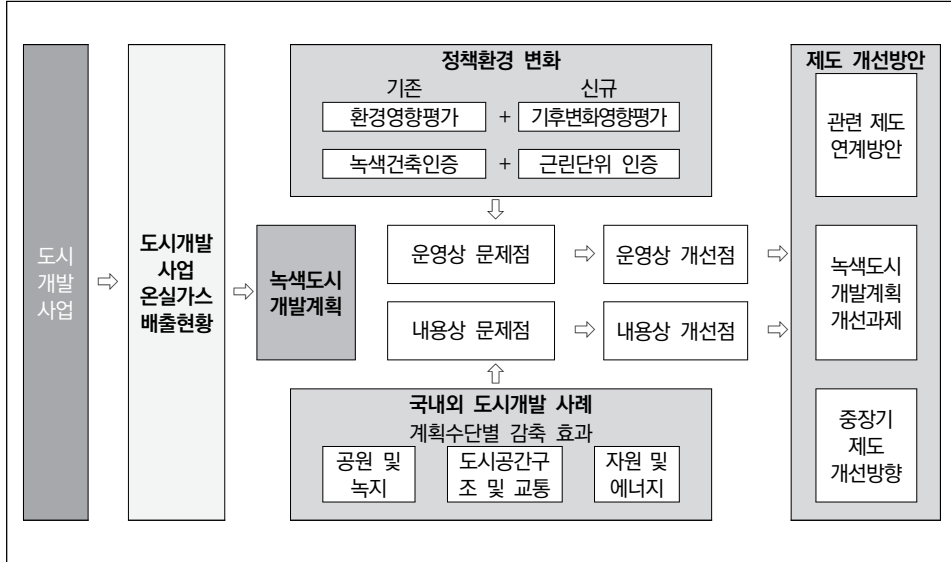 도시
개발
사업
도시개발
사업
온실가스
배출현황
녹색도시
개발계획
정책환경 변화
기존 신규
환경영향평가 + 기후변화영향평가
녹색건축인증 + 근린단위 인증
운영상 문제점 운영상 개선점
내용상 문제점 내용상 개선점
국내외 도시개발 사례
계획수단별 감축 효과
공원 및
녹지
도시공간구
조 및 교통
자원 및
에너지
제도 개선방안
관련 제도
연계방안
녹색도시
개발계획
개선과제
중장기
제도
개선방향